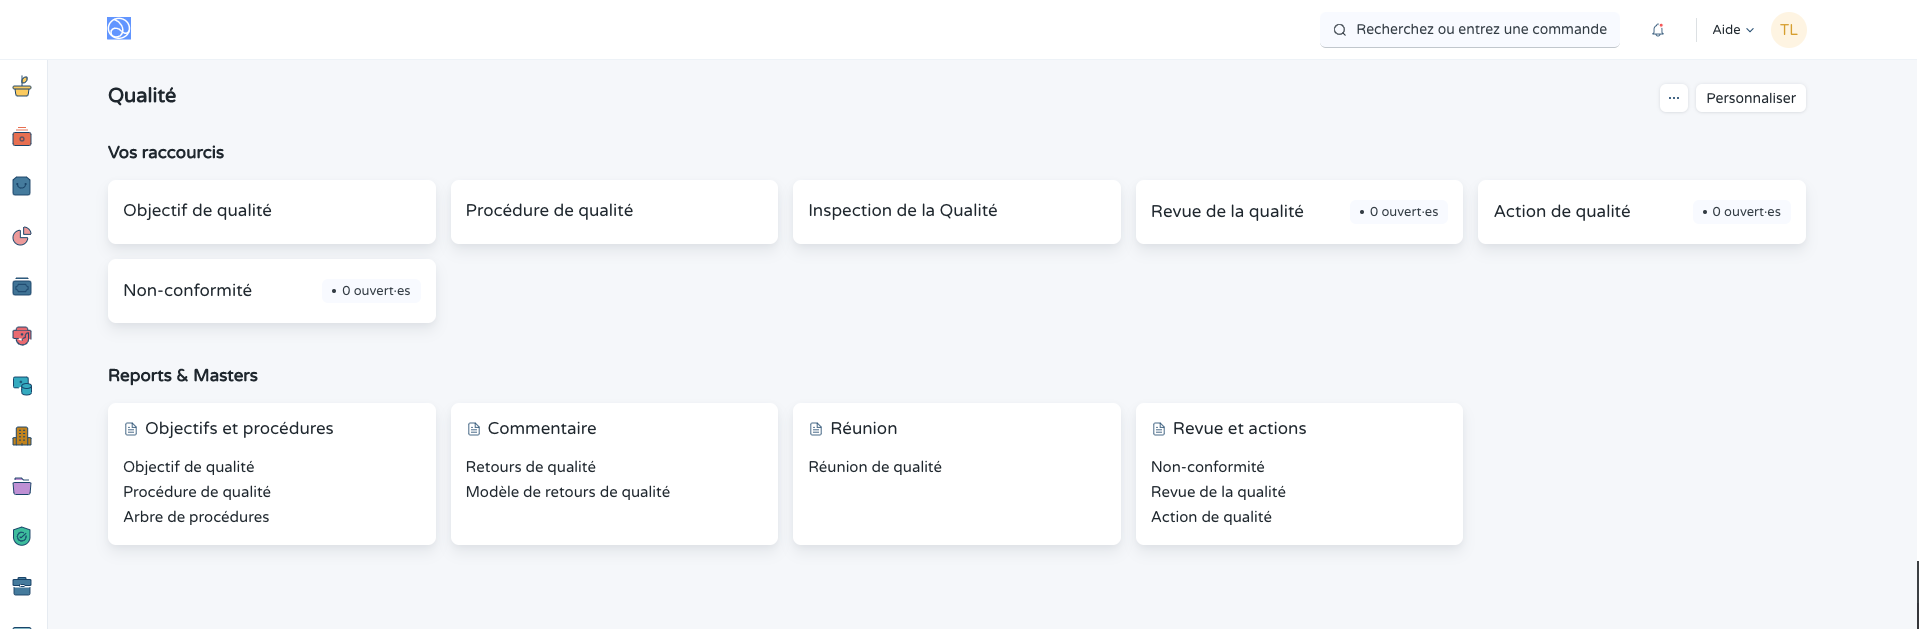 Recherchez ou entrez une commande
Aide
TL
Qualité
Personnaliser
Vos raccourcis
Objectif de qualité
Procédure de qualité
Inspection de la Qualité
Revue de la qualité
0 ouvert·es
Action de qualité
0 ouvert·es
Non-conformité
0 ouvert·es
Reports & Masters
Objectifs et procédures
Objectif de qualité
Procédure de qualité
Arbre de procédures
Commentaire
Retours de qualité
Modèle de retours de qualité
Réunion
Réunion de qualité
Revue et actions
Non-conformité
Revue de la qualité
Action de qualité